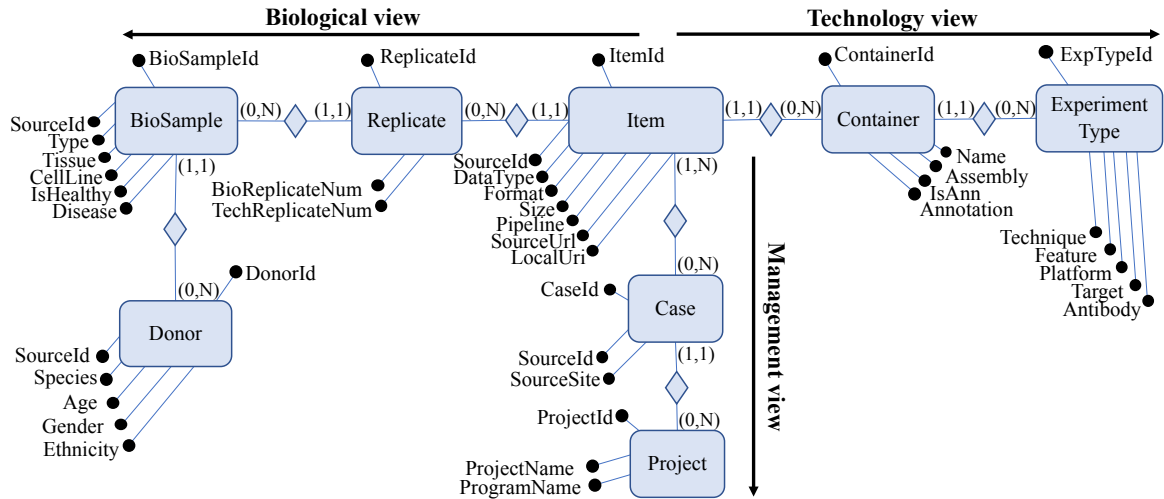 Biological view
Technology view
BioSampleId
ReplicateId
ItemId
ContainerId
ExpTypeId
BioSample
(0,N)
(1,1)
Replicate
(0,N)
(1,1)
Item
(1,1)
(0,N)
Container
(1,1)
(0,N)
Experiment
Type
SourceId
Type
Tissue
CellLine
IsHealthy
Disease
(1,1)
BioReplicateNum
TechReplicateNum
SourceId
DataType
Format
Size
Pipeline
SourceUrl
LocalUri
(1,N)
Name
Assembly
IsAnn
Annotation
Technique
Feature
Platform
Target
Antibody
Management view
(0,N)
DonorId
Donor
SourceId
Species
Age
Gender
Ethnicity
(0,N)
CaseId
Case
SourceId
SourceSite
(1,1)
ProjectId
(0,N)
Project
ProjectName
ProgramName